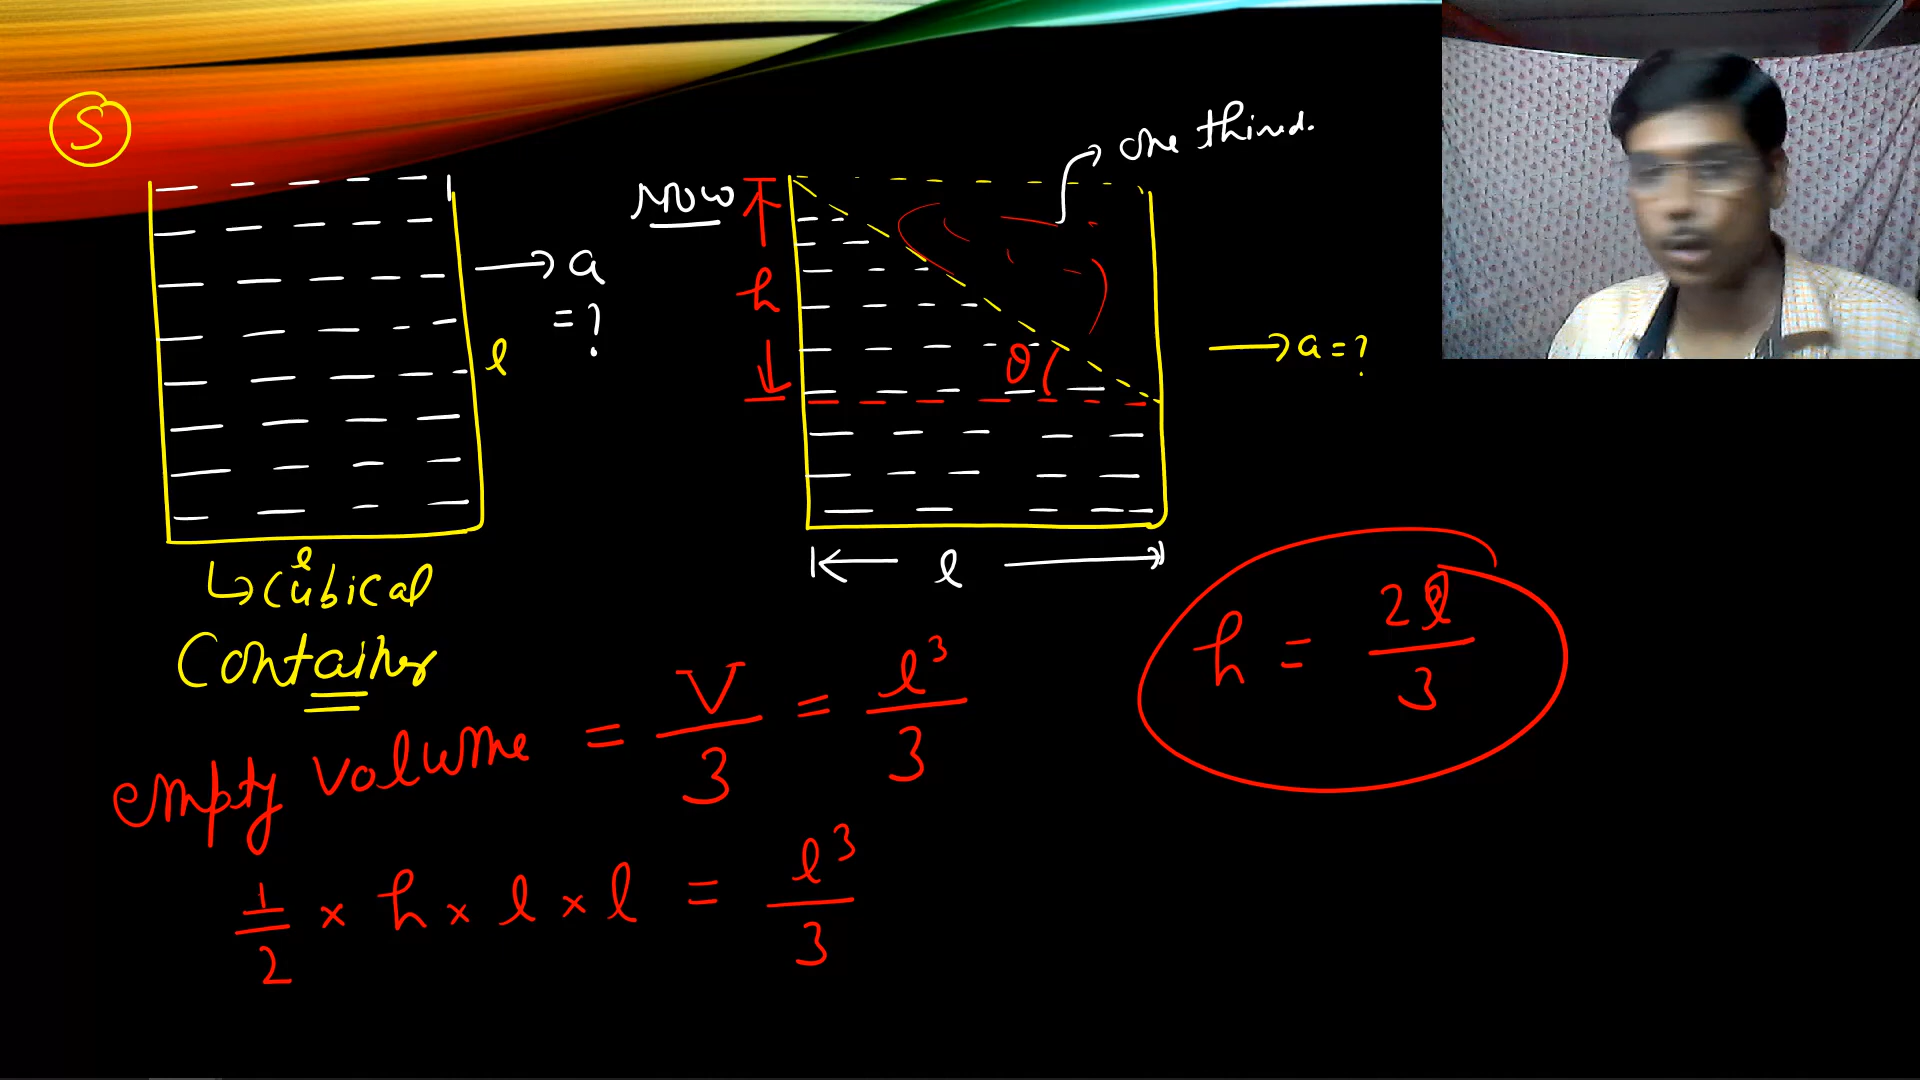 S
one third.
Now
h
→ a
= ?
l
θ
→ a = ?
l
l
↳ Cubical
Container
h = 2l/3
empty volume = V/3 = l³/3
1/2 × h × l × l = l³/3